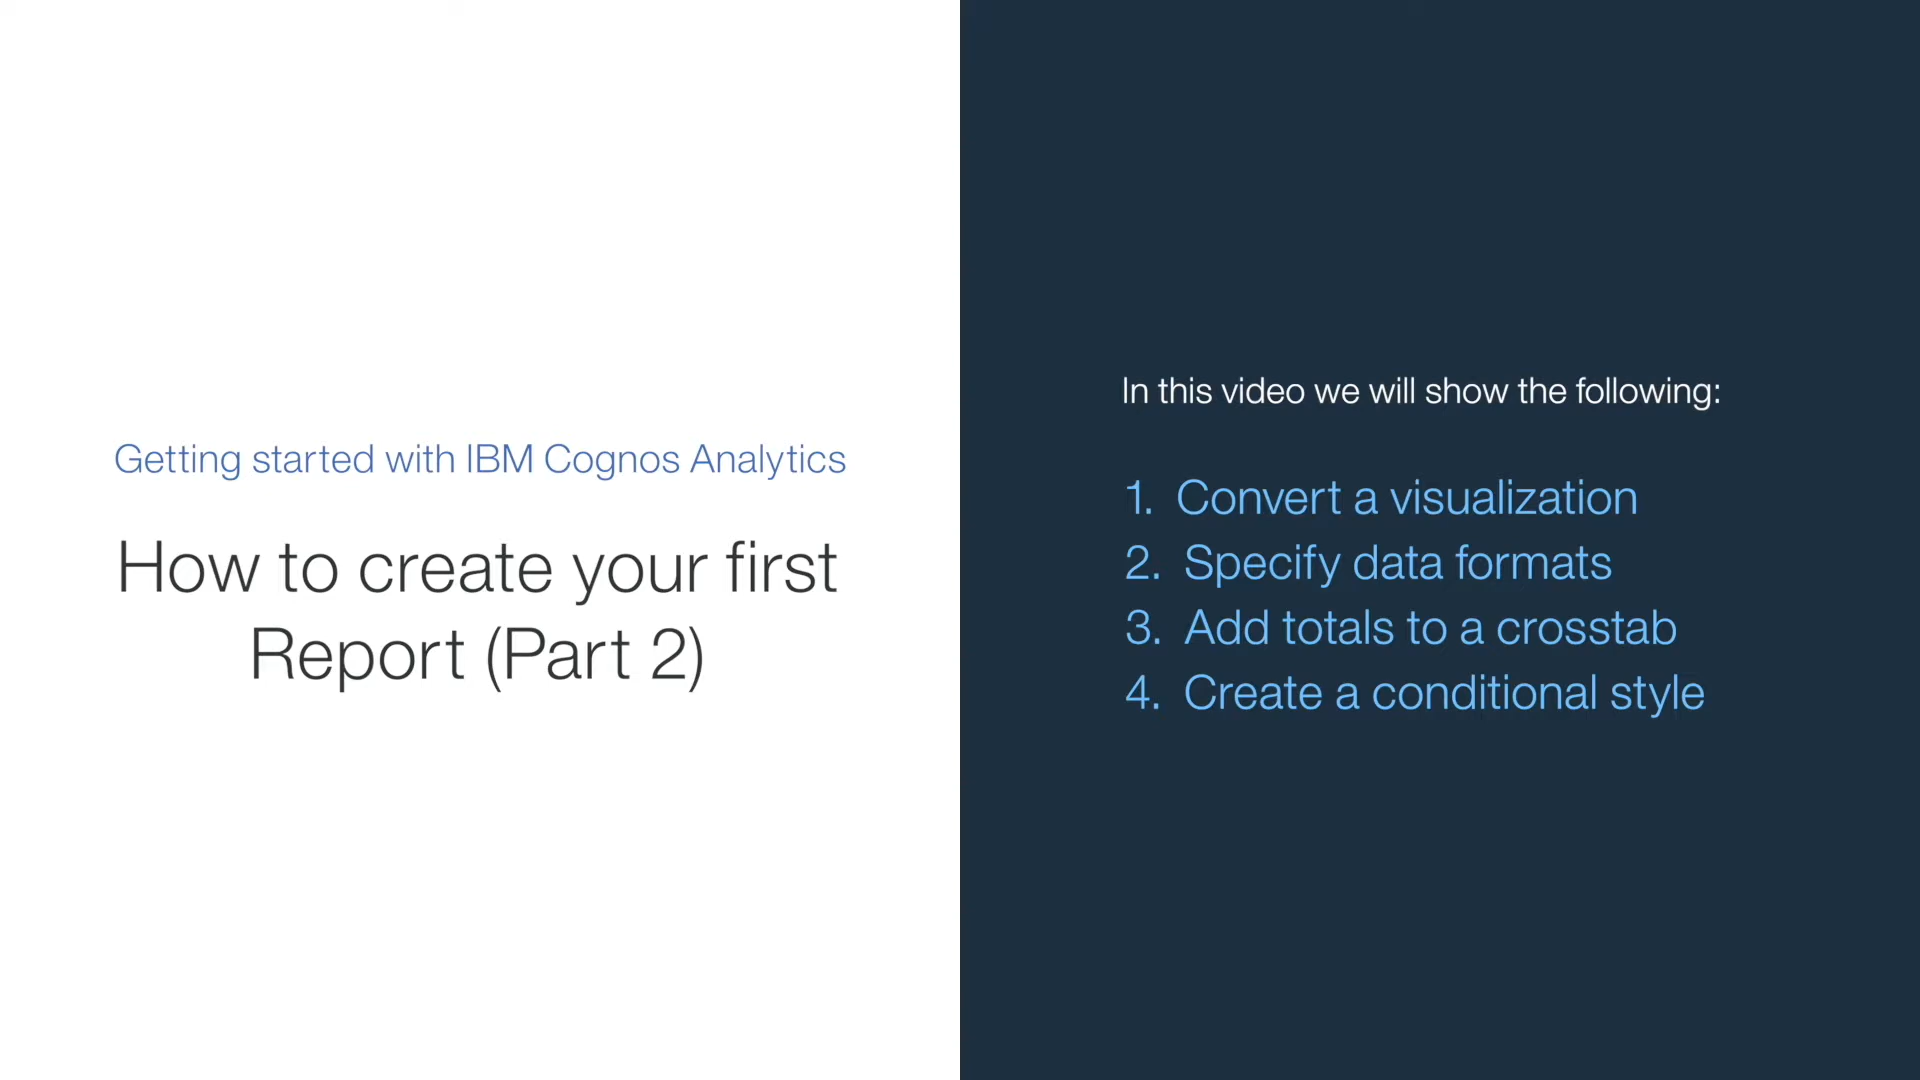 Getting started with IBM Cognos Analytics
How to create your first
Report (Part 2)
In this video we will show the following:
1. Convert a visualization
2. Specify data formats
3. Add totals to a crosstab
4. Create a conditional style